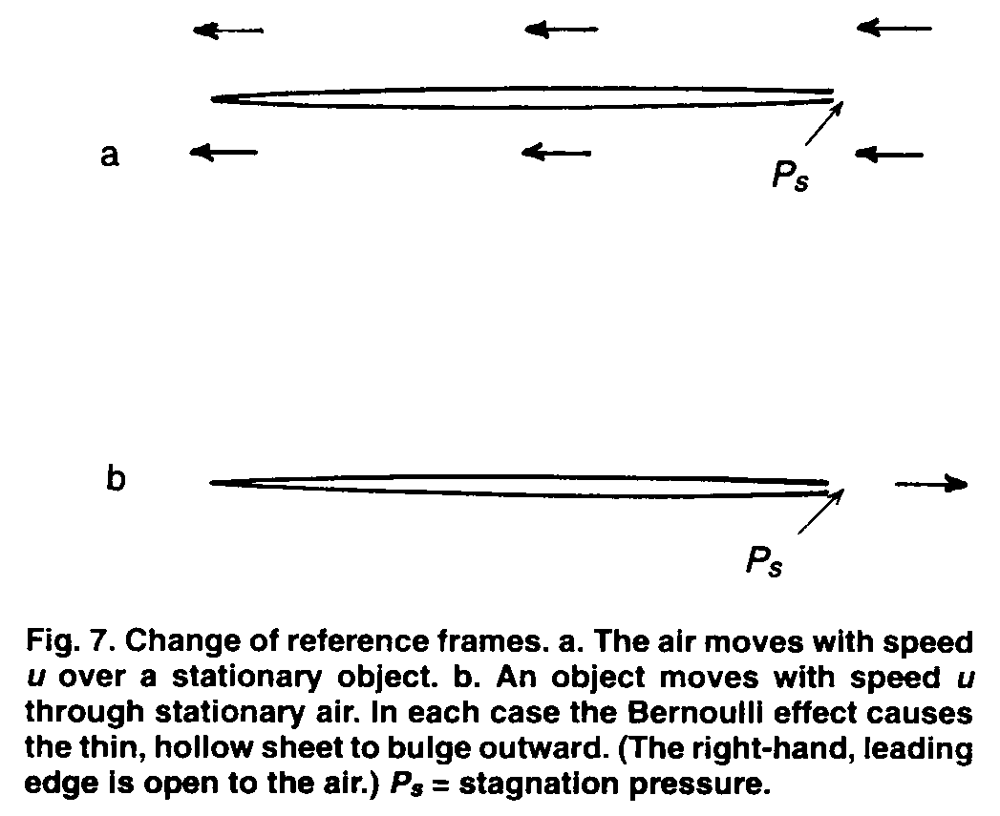 a
Ps
b
Ps
Fig. 7. Change of reference frames. a. The air moves with speed
u over a stationary object. b. An object moves with speed u
through stationary air. In each case the Bernoulli effect causes
the thin, hollow sheet to bulge outward. (The right-hand, leading
edge is open to the air.) Ps = stagnation pressure.